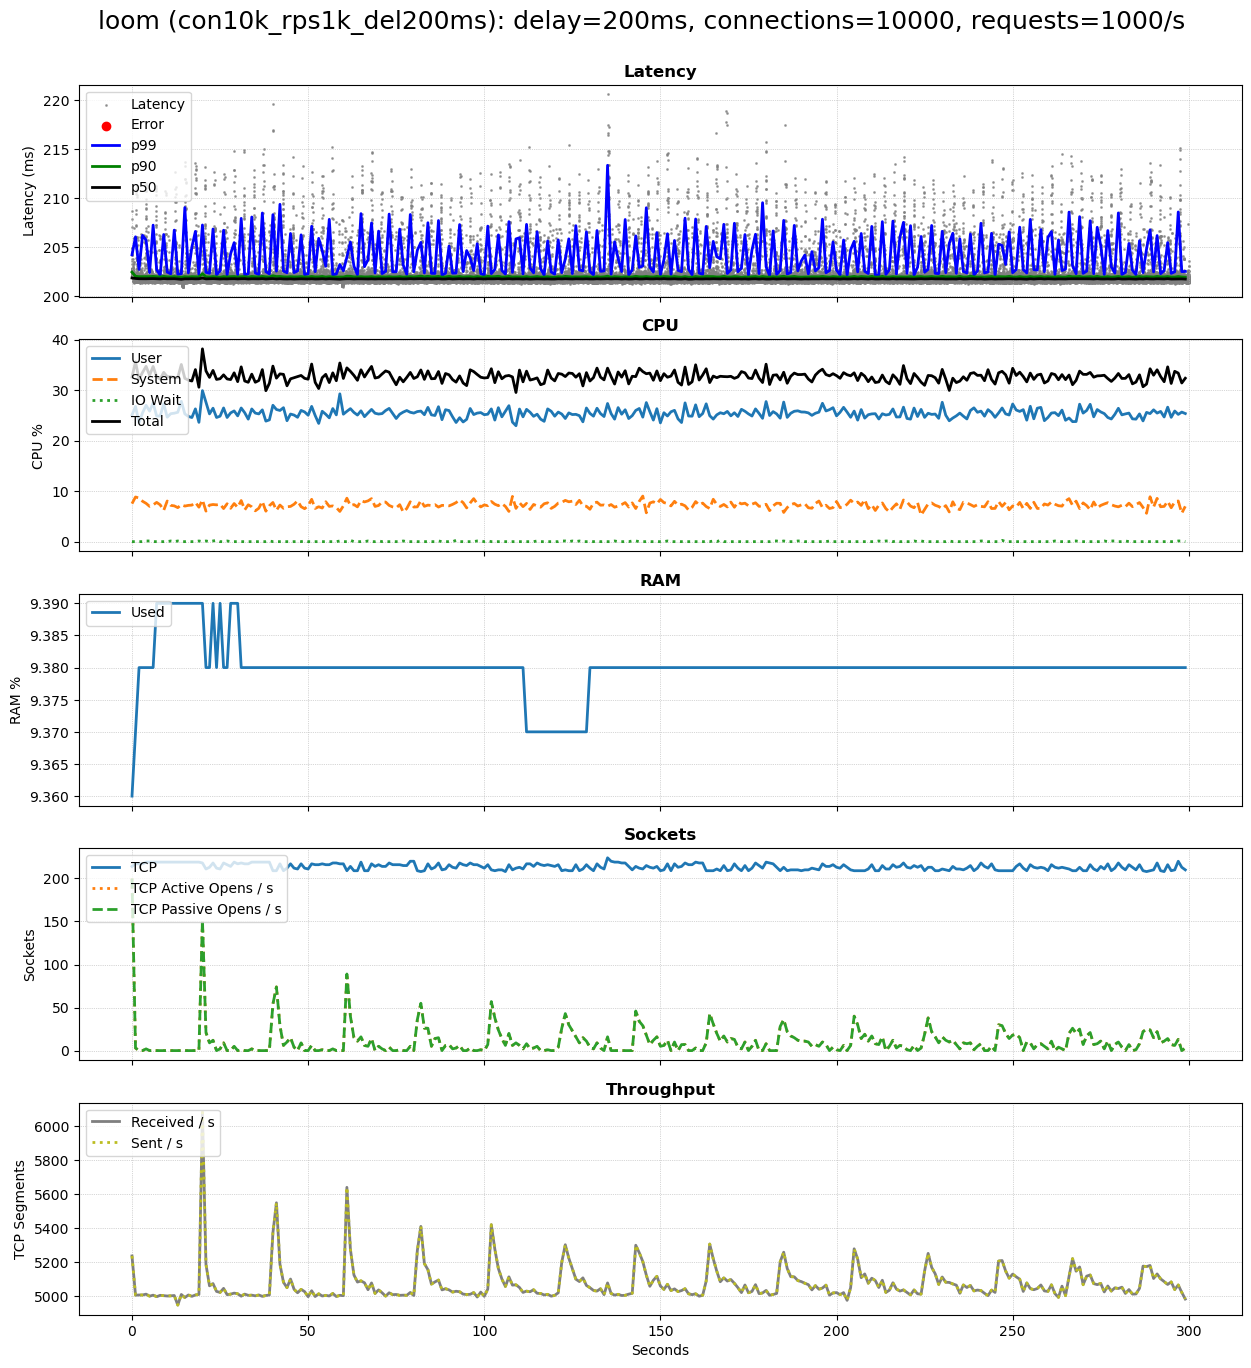 loom (con10k_rps1k_del200ms): delay=200ms, connections=10000, requests=1000/s
Latency
220
215
210
205
200
Latency (ms)
Latency
Error
p99
p90
p50
CPU
40
30
20
10
0
CPU %
User
System
IO Wait
Total
RAM
9.390
9.385
9.380
9.375
9.370
9.365
9.360
RAM %
Used
Sockets
200
150
100
50
0
Sockets
TCP
TCP Active Opens / s
TCP Passive Opens / s
Throughput
6000
5800
5600
5400
5200
5000
TCP Segments
Received / s
Sent / s
0 50 100 150 200 250 300
Seconds